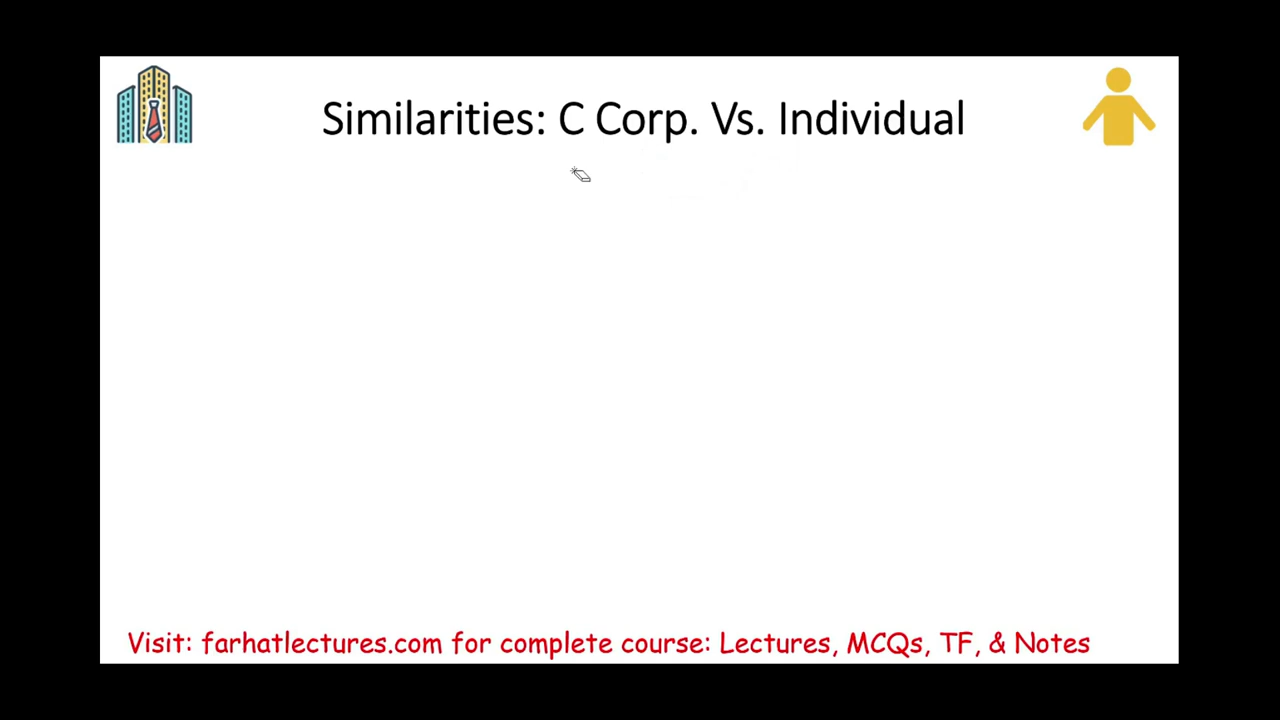 Similarities: C Corp. Vs. Individual
Visit: farhatlectures.com for complete course: Lectures, MCQs, TF, & Notes